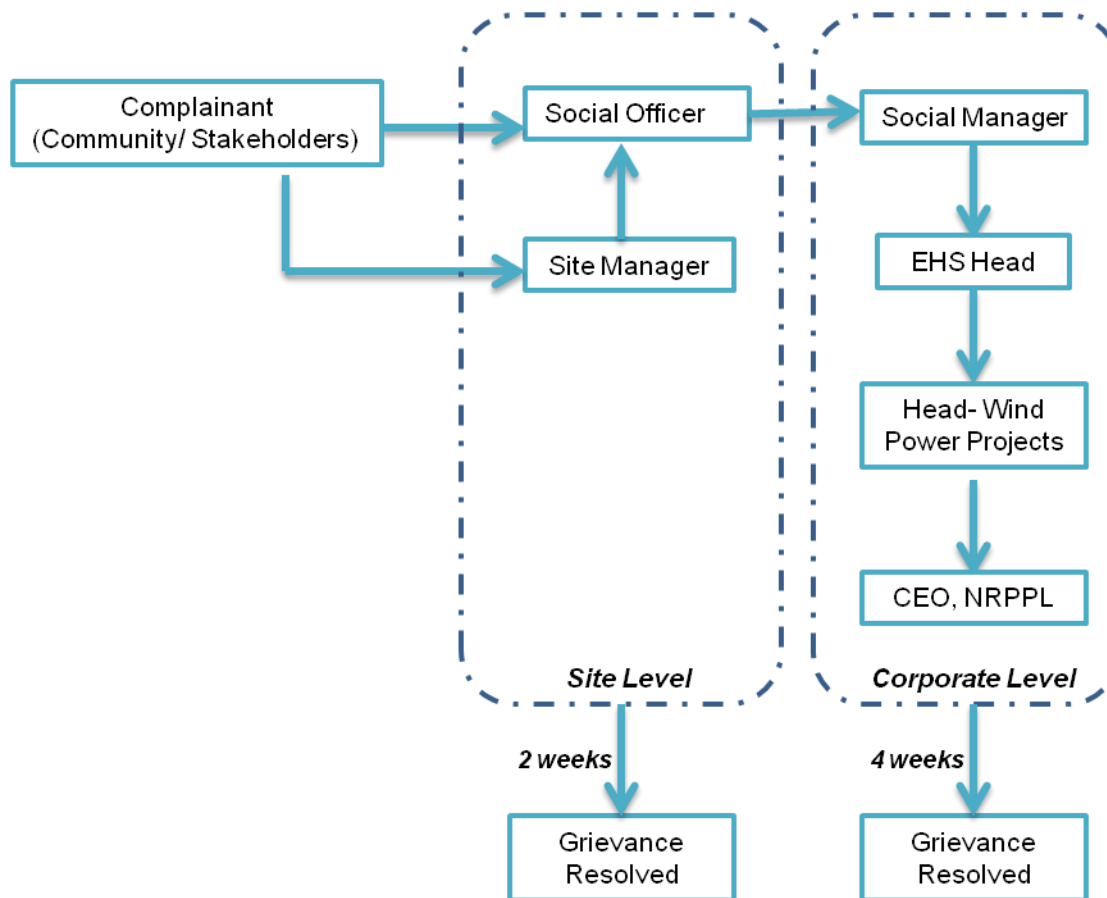 Complainant
(Community/ Stakeholders)
Social Officer
Site Manager
Site Level
2 weeks
Grievance
Resolved
Social Manager
EHS Head
Head- Wind
Power Projects
CEO, NRPPL
Corporate Level
4 weeks
Grievance
Resolved